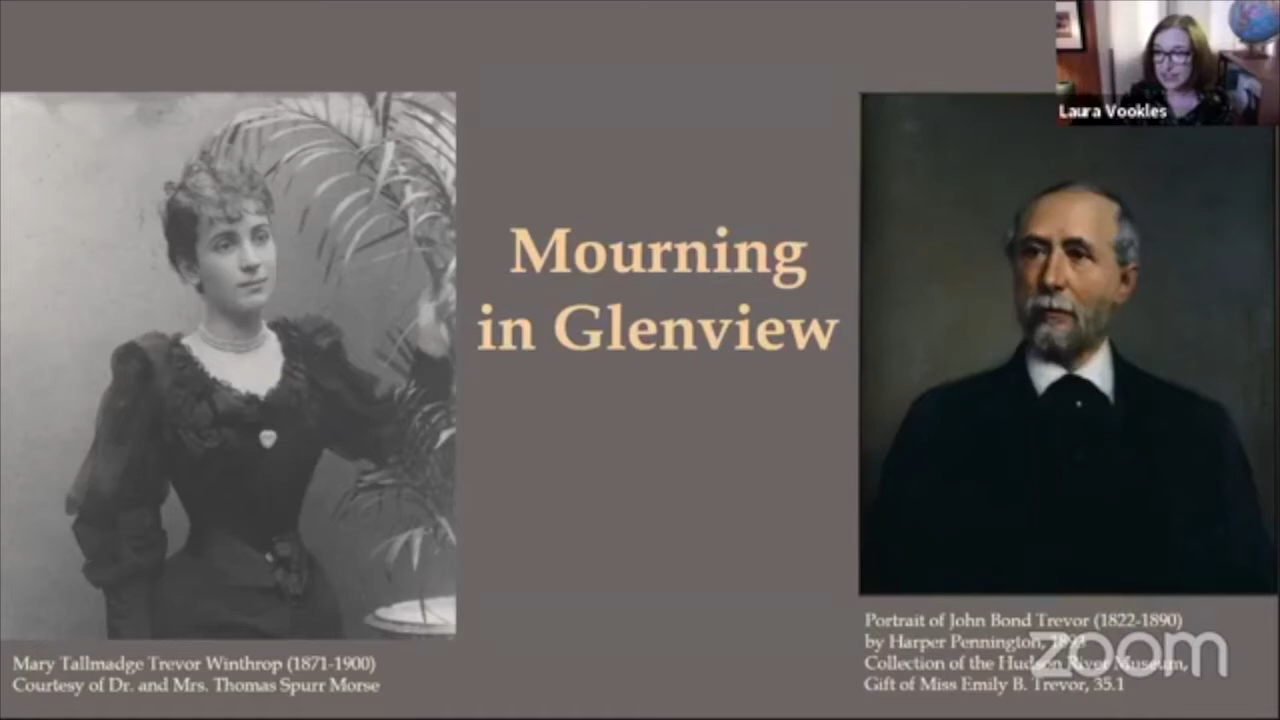 Laura Vookles
Mourning
in Glenview
Mary Tallmadge Trevor Winthrop (1871-1900)
Courtesy of Dr. and Mrs. Thomas Spurr Morse
Portrait of John Bond Trevor (1822-1890)
by Harper Pennington,
Collection of the Hudson River Museum,
Gift of Miss Emily B. Trevor, 35.1
zoom